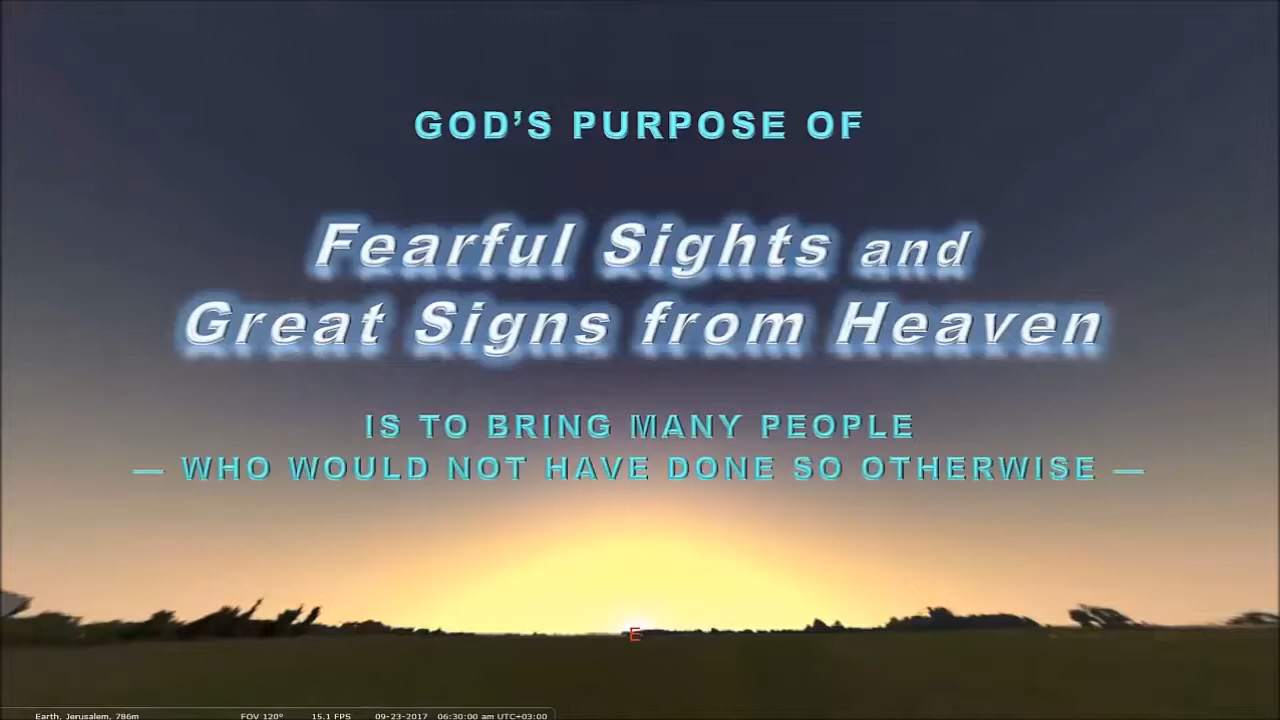 GOD’S PURPOSE OF
Fearful Sights and
Great Signs from Heaven
IS TO BRING MANY PEOPLE
— WHO WOULD NOT HAVE DONE SO OTHERWISE —
E
Earth, Jerusalem, 786m FOV 120° 15.1 FPS 09-23-2017 06:30:00 am UTC+03:00